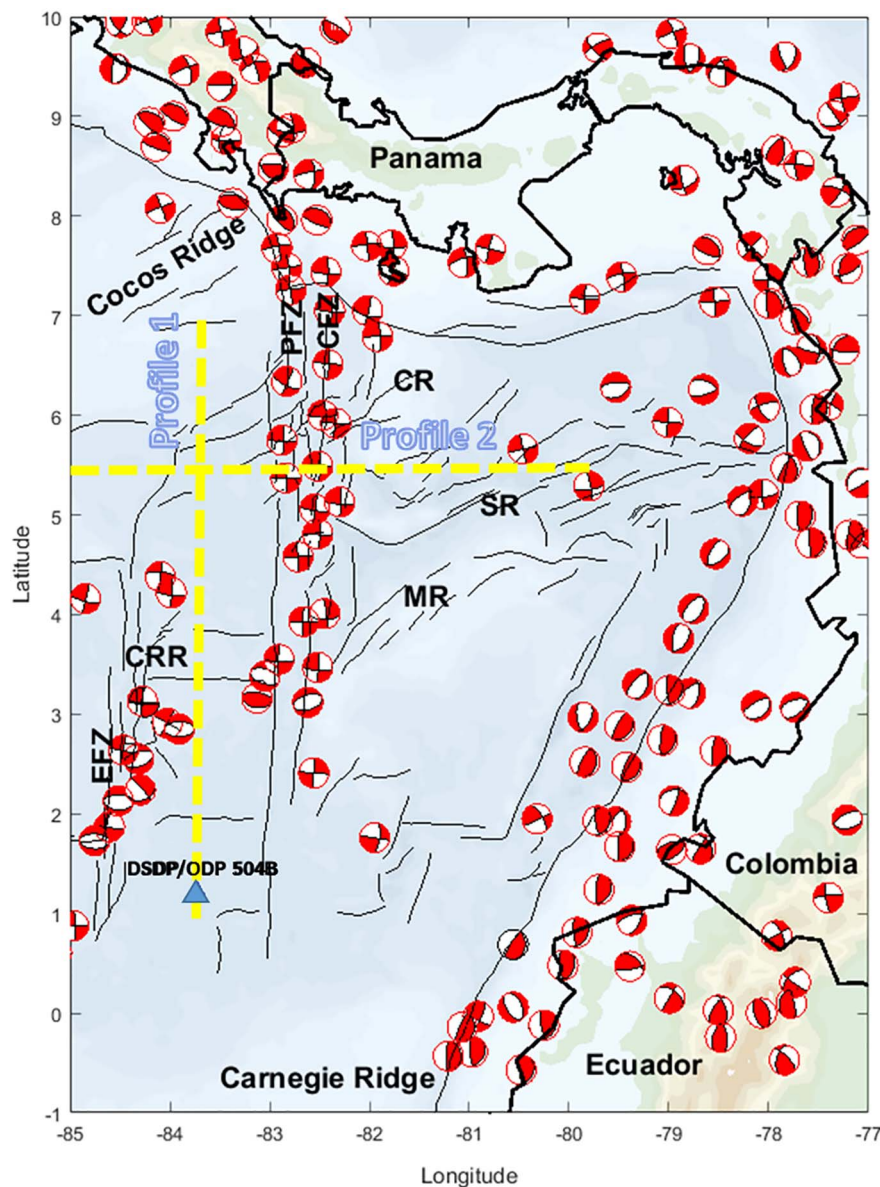 10
9
8
7
6
5
4
3
2
1
0
-1
Latitude
Panama
Cocos Ridge
PFZ
CFZ
Profile 1
CR
Profile 2
SR
MR
CRR
EFZ
DSDP/ODP 504B
Colombia
Carnegie Ridge
Ecuador
-85 -84 -83 -82 -81 -80 -79 -78 -77
Longitude